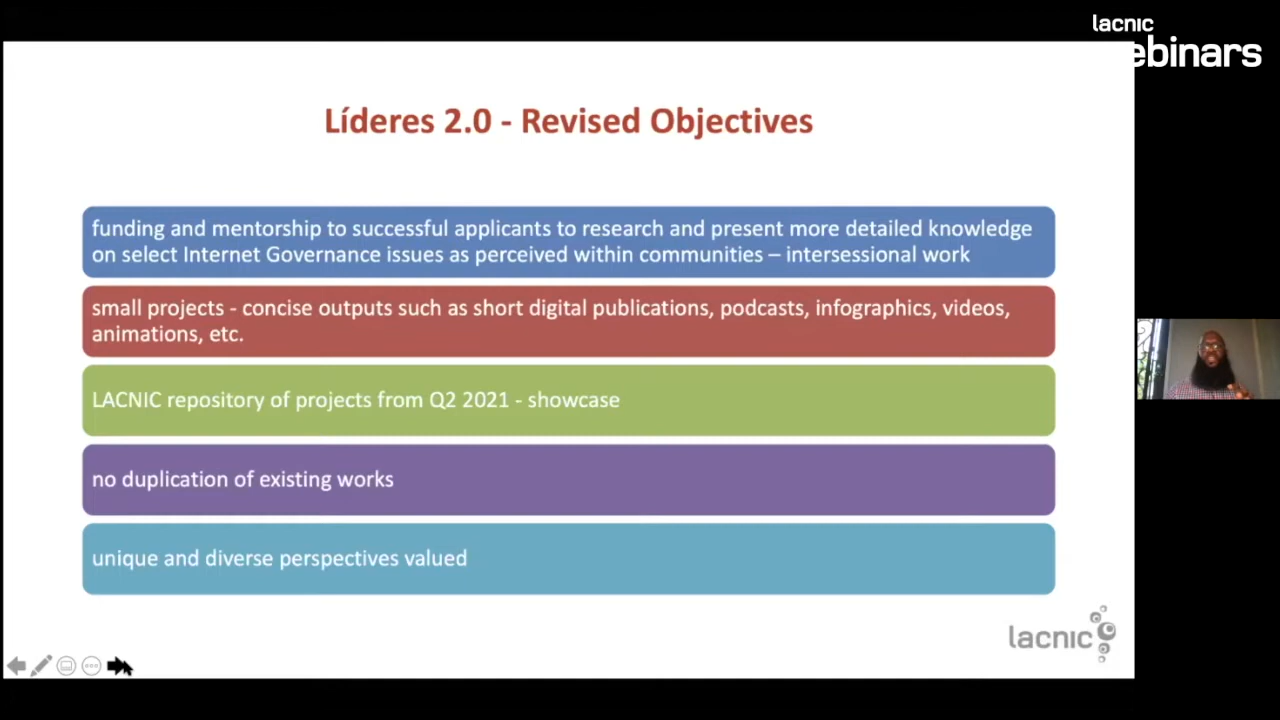 lacnic
ebinars
Líderes 2.0 - Revised Objectives
funding and mentorship to successful applicants to research and present more detailed knowledge
on select Internet Governance issues as perceived within communities – intersessional work
small projects - concise outputs such as short digital publications, podcasts, infographics, videos,
animations, etc.
LACNIC repository of projects from Q2 2021 - showcase
no duplication of existing works
unique and diverse perspectives valued
lacnic